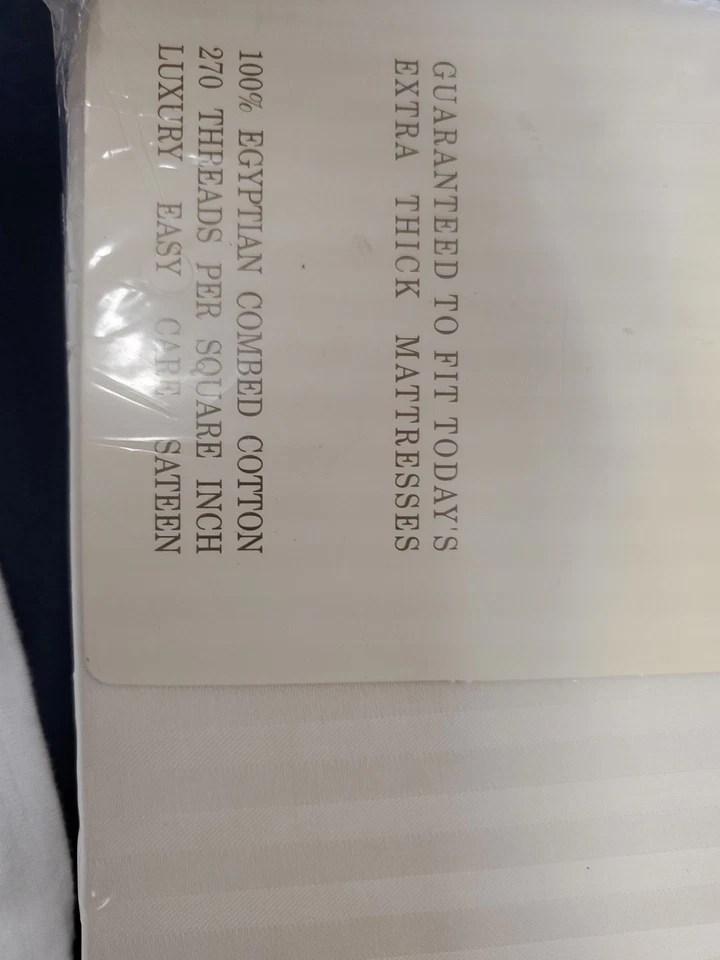 GUARANTEED TO FIT TODAY'S
EXTRA THICK MATTRESSES
100% EGYPTIAN COMBED COTTON
270 THREADS PER SQUARE INCH
LUXURY EASY CARE SATEEN